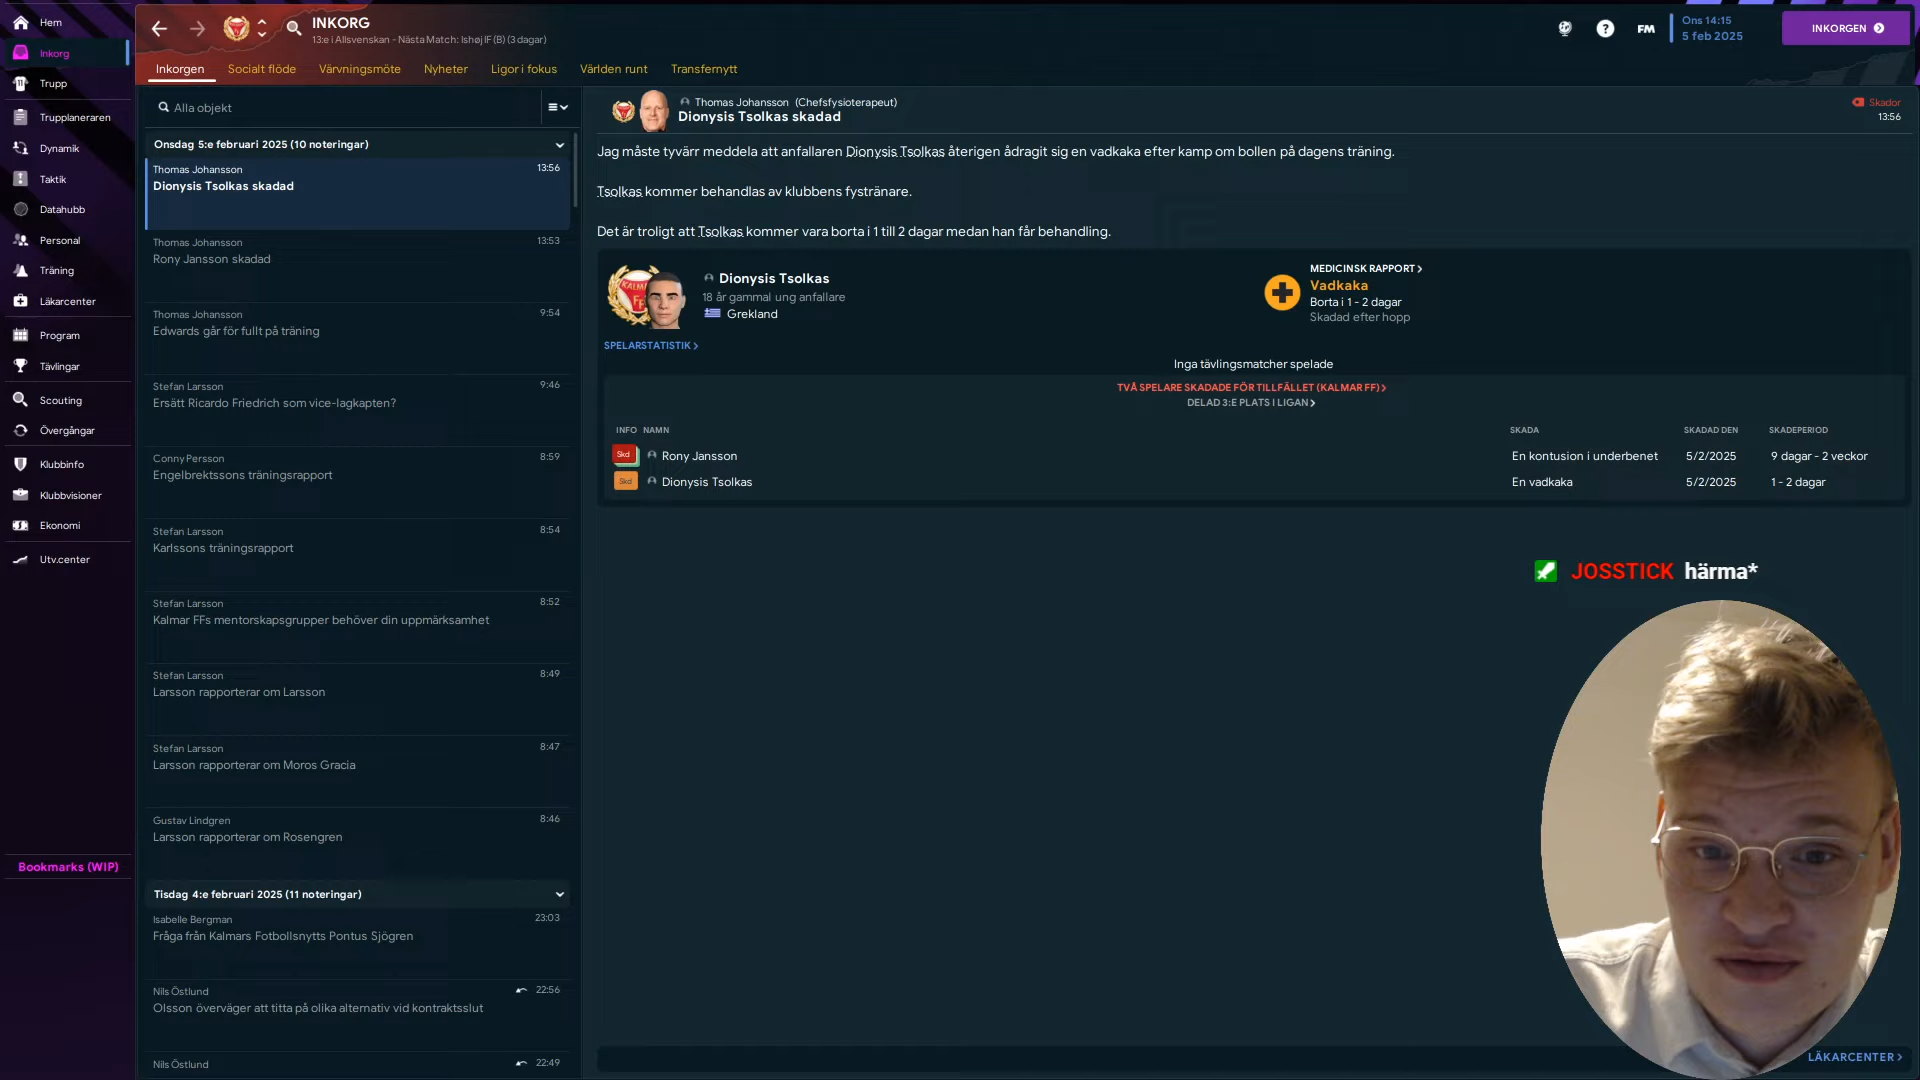 Hem
Inkorg
Trupp
Trupplaneraren
Dynamik
Taktik
Datahubb
Personal
Träning
Läkarcenter
Program
Tävlingar
Scouting
Övergångar
Klubbinfo
Klubbvisioner
Ekonomi
Utv.center
Bookmarks (WIP)
INKORG
13:e i Allsvenskan - Nästa Match: Ishøj IF (B) (3 dagar)
FM
Ons 14:15
5 feb 2025
INKORGEN
Inkorgen Socialt flöde Värvningsmöte Nyheter Ligor i fokus Världen runt Transfernytt
Alla objekt
Onsdag 5:e februari 2025 (10 noteringar)
Thomas Johansson 13:56
Dionysis Tsolkas skadad
Thomas Johansson 13:53
Rony Jansson skadad
Thomas Johansson 9:54
Edwards går för fullt på träning
Stefan Larsson 9:46
Ersätt Ricardo Friedrich som vice-lagkapten?
Conny Persson 8:59
Engelbrektssons träningsrapport
Stefan Larsson 8:54
Karlssons träningsrapport
Stefan Larsson 8:52
Kalmar FFs mentorskapsgrupper behöver din uppmärksamhet
Stefan Larsson 8:49
Larsson rapporterar om Larsson
Stefan Larsson 8:47
Larsson rapporterar om Moros Gracia
Gustav Lindgren 8:46
Larsson rapporterar om Rosengren
Tisdag 4:e februari 2025 (11 noteringar)
Isabelle Bergman 23:03
Fråga från Kalmars Fotbollsnytts Pontus Sjögren
Nils Östlund 22:56
Olsson överväger att titta på olika alternativ vid kontraktsslut
Nils Östlund 22:49
Thomas Johansson (Chefsfysioterapeut)
Dionysis Tsolkas skadad
Skador
13:56
Jag måste tyvärr meddela att anfallaren Dionysis Tsolkas återigen ådragit sig en vadkaka efter kamp om bollen på dagens träning.
Tsolkas kommer behandlas av klubbens fystränare.
Det är troligt att Tsolkas kommer vara borta i 1 till 2 dagar medan han får behandling.
Dionysis Tsolkas
18 år gammal ung anfallare
Grekland
MEDICINSK RAPPORT
Vadkaka
Borta i 1 - 2 dagar
Skadad efter hopp
SPELARSTATISTIK
Inga tävlingsmatcher spelade
TVÅ SPELARE SKADADE FÖR TILLFÄLLET (KALMAR FF)
DELAD 3:E PLATS I LIGAN
INFO NAMN SKADA SKADAD DEN SKADEPERIOD
Skd Rony Jansson En kontusion i underbenet 5/2/2025 9 dagar - 2 veckor
Skd Dionysis Tsolkas En vadkaka 5/2/2025 1 - 2 dagar
JOSSTICK härma*
LÄKARCENTER